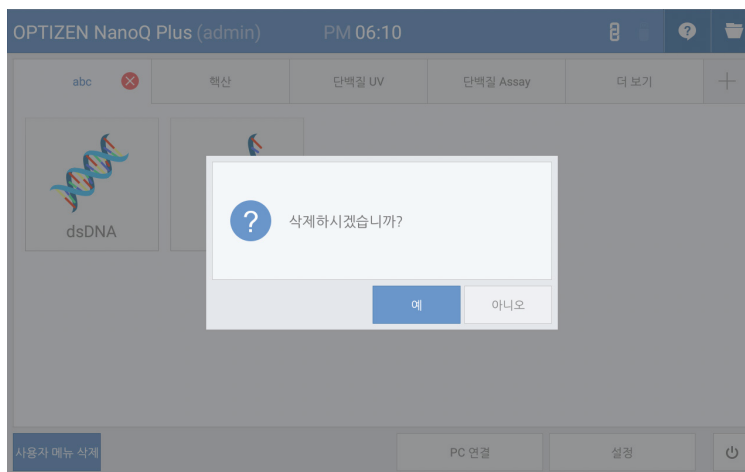 OPTIZEN NanoQ Plus (admin)
PM 06:10
abc
핵산
단백질 UV
단백질 Assay
더 보기
dsDNA
삭제하시겠습니까?
예
아니오
사용자 메뉴 삭제
PC 연결
설정